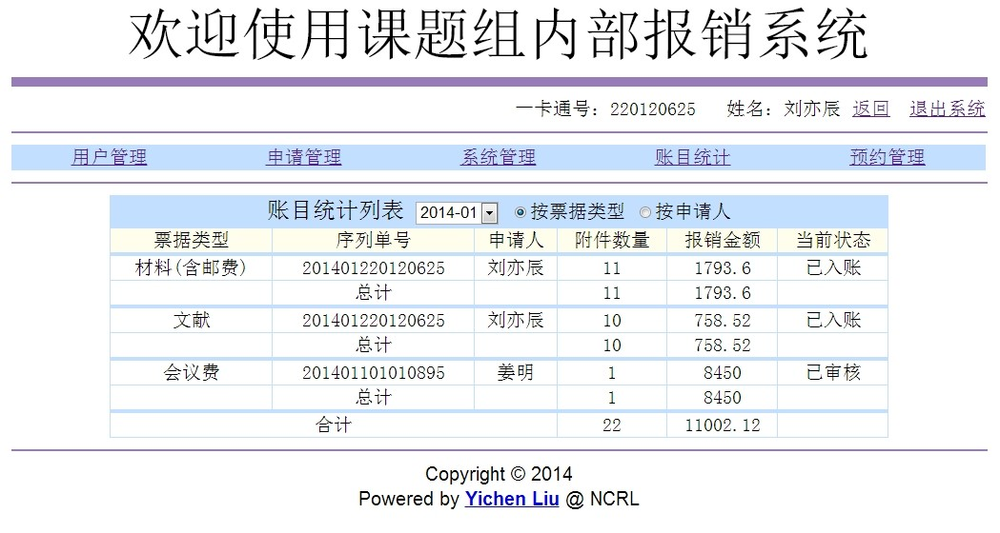 欢迎使用课题组内部报销系统
一卡通号：220120625 姓名：刘亦辰 返回 退出系统
用户管理 申请管理 系统管理 账目统计 预约管理
账目统计列表 2014-01 按票据类型 按申请人
票据类型 序列单号 申请人 附件数量 报销金额 当前状态
材料(含邮费) 201401220120625 刘亦辰 11 1793.6 已入账
总计 11 1793.6
文献 201401220120625 刘亦辰 10 758.52 已入账
总计 10 758.52
会议费 201401101010895 姜明 1 8450 已审核
总计 1 8450
合计 22 11002.12
Copyright © 2014
Powered by Yichen Liu @ NCRL